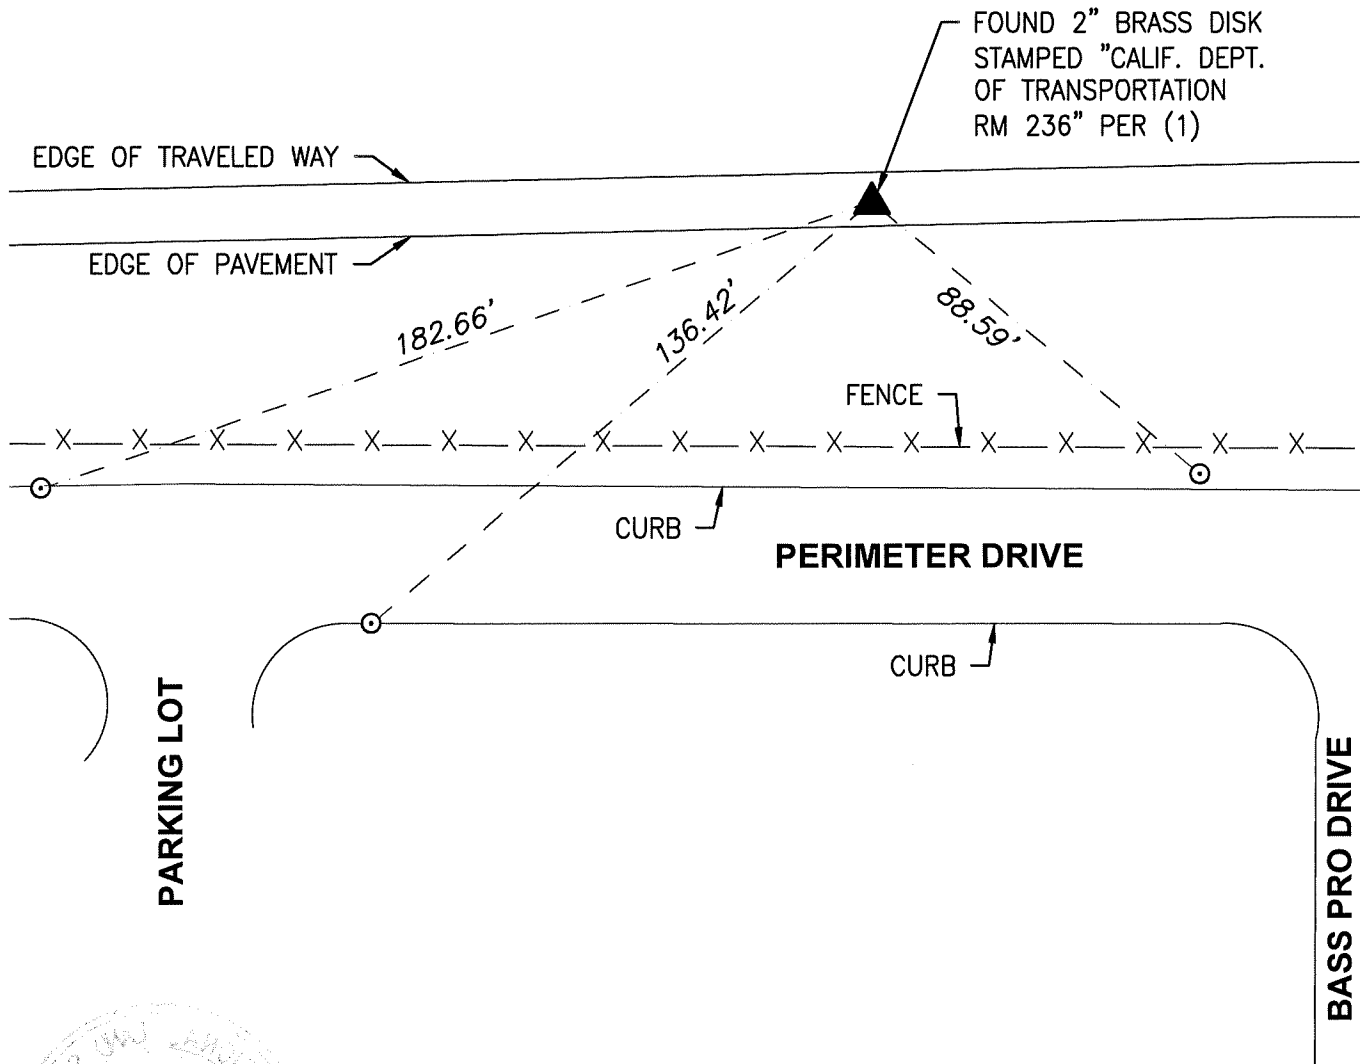 FOUND 2" BRASS DISK
STAMPED "CALIF. DEPT.
OF TRANSPORTATION
RM 236" PER (1)
EDGE OF TRAVELED WAY
EDGE OF PAVEMENT
182.66'
136.42'
88.59'
FENCE
CURB
PERIMETER DRIVE
CURB
PARKING LOT
BASS PRO DRIVE